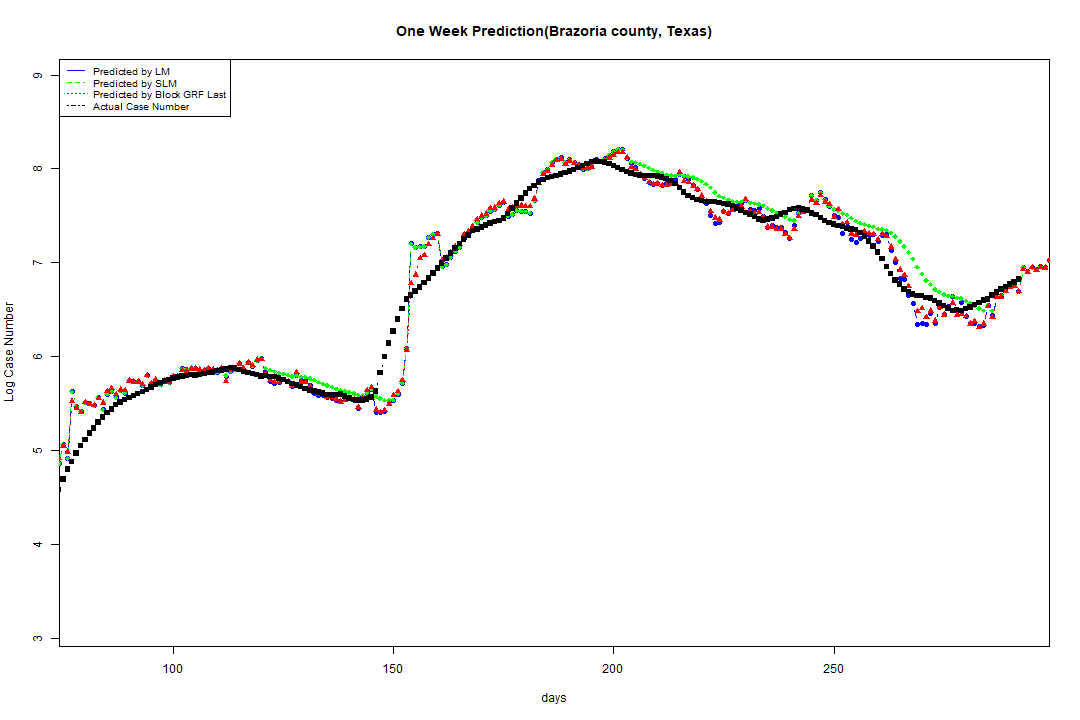 One Week Prediction(Brazoria county, Texas)
Predicted by LM
Predicted by SLM
Predicted by Block GRF Last
Actual Case Number
9
8
7
6
5
4
3
Log Case Number
100
150
200
250
days